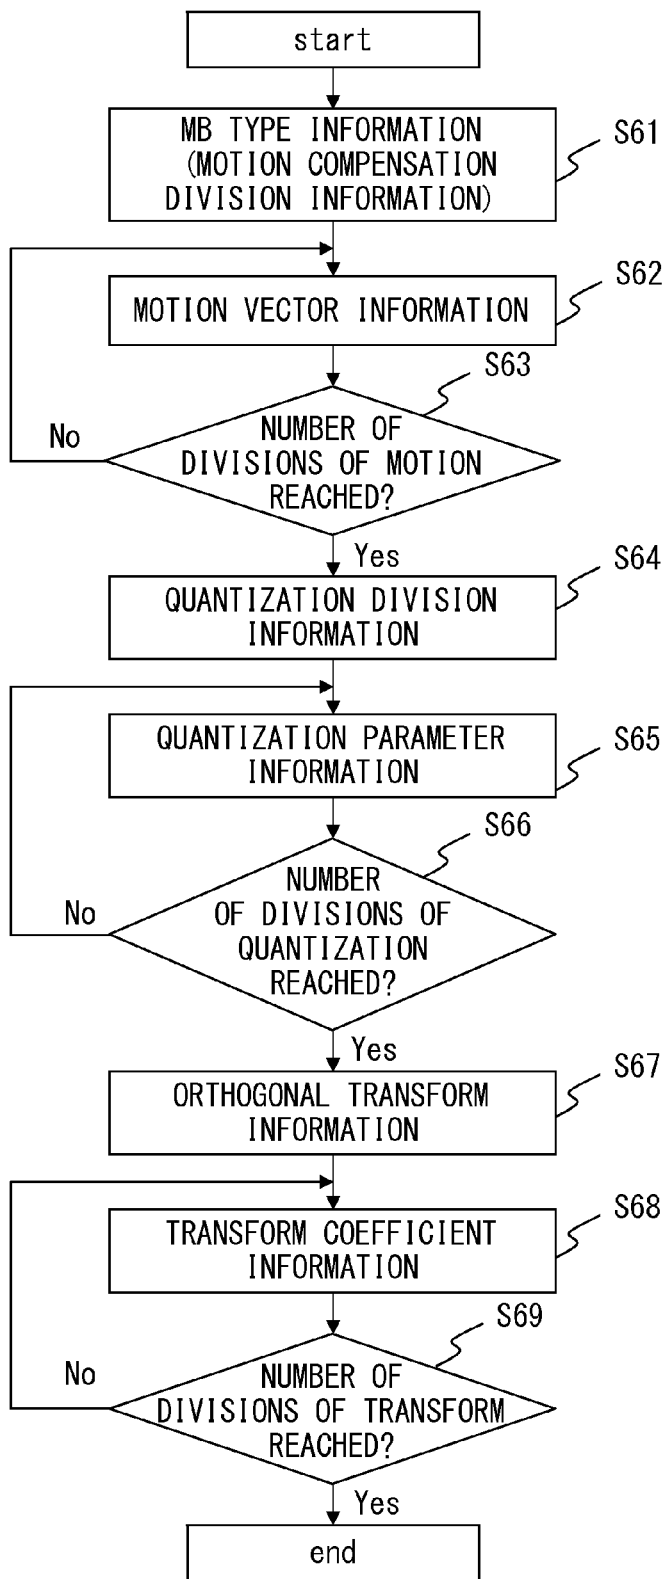 start
MB TYPE INFORMATION
(MOTION COMPENSATION
DIVISION INFORMATION)
S61
MOTION VECTOR INFORMATION
S62
S63
NUMBER OF
DIVISIONS OF MOTION
REACHED?
No
Yes
S64
QUANTIZATION DIVISION
INFORMATION
QUANTIZATION PARAMETER
INFORMATION
S65
S66
NUMBER
OF DIVISIONS OF
QUANTIZATION
REACHED?
No
Yes
S67
ORTHOGONAL TRANSFORM
INFORMATION
S68
TRANSFORM COEFFICIENT
INFORMATION
S69
No
NUMBER OF
DIVISIONS OF TRANSFORM
REACHED?
Yes
end